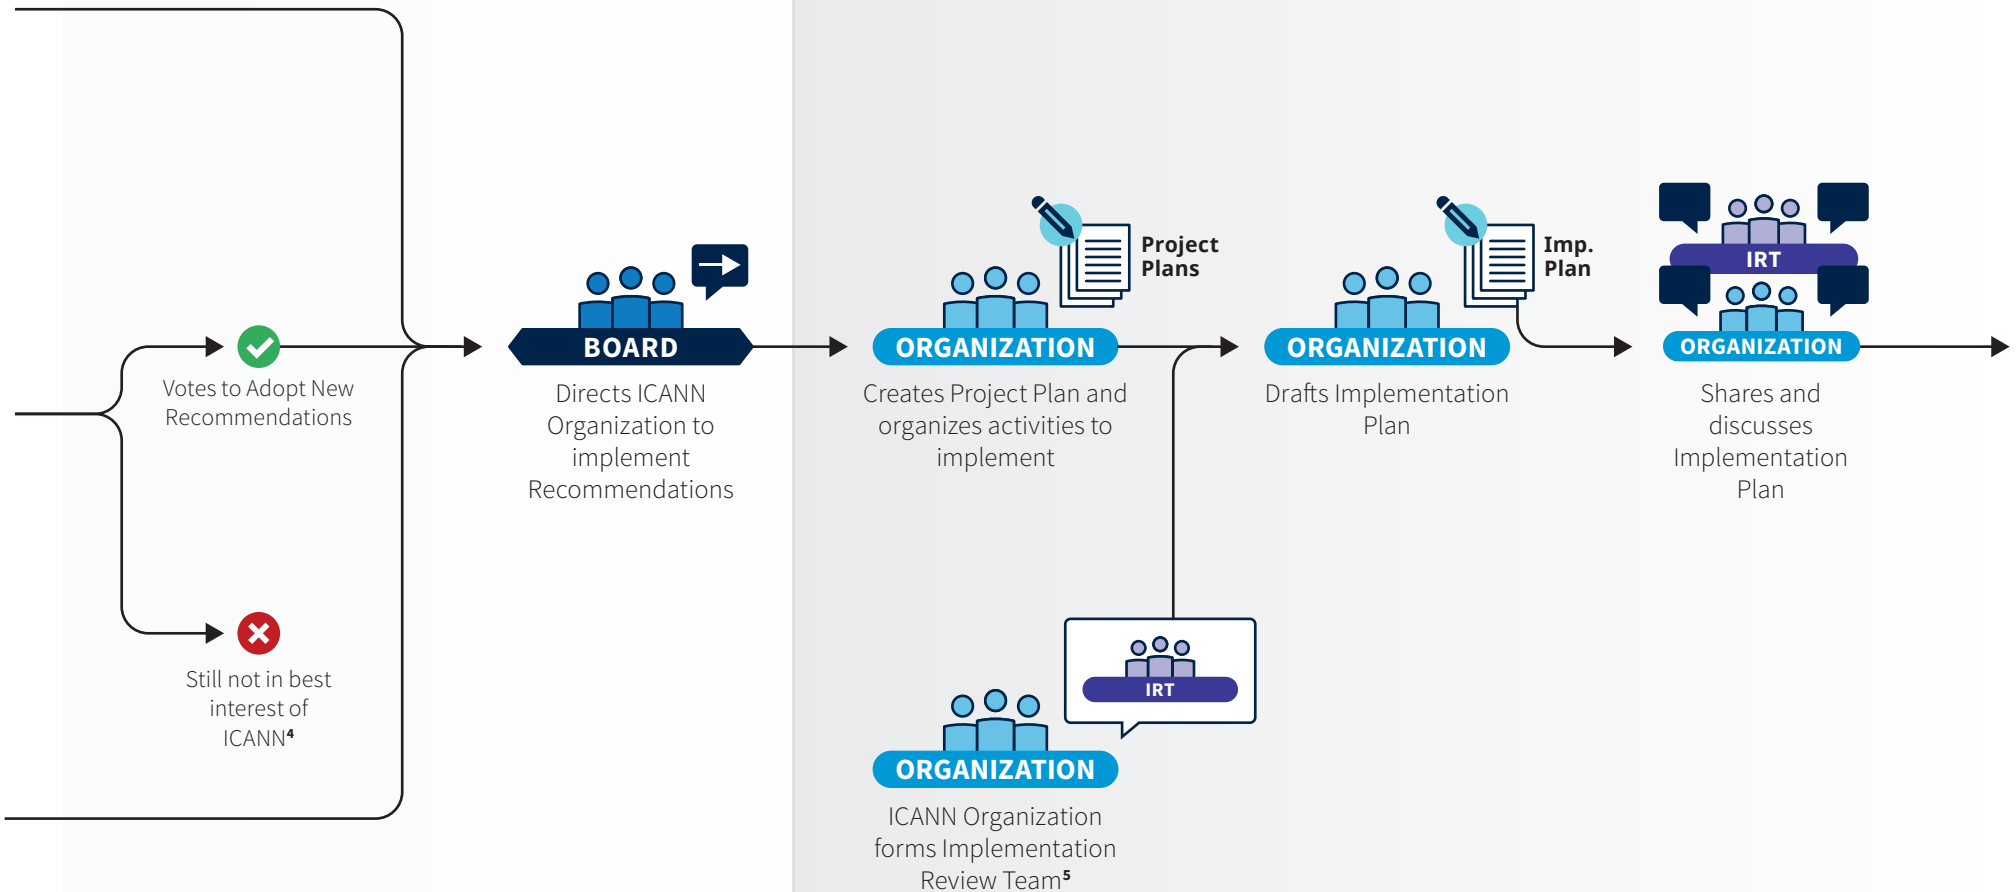 Votes to Adopt New
Recommendations
Still not in best
interest of
ICANN⁴
BOARD
Directs ICANN
Organization to
implement
Recommendations
Project
Plans
ORGANIZATION
Creates Project Plan and
organizes activities to
implement
IRT
ORGANIZATION
ICANN Organization
forms Implementation
Review Team⁵
Imp.
Plan
ORGANIZATION
Drafts Implementation
Plan
IRT
ORGANIZATION
Shares and
discusses
Implementation
Plan